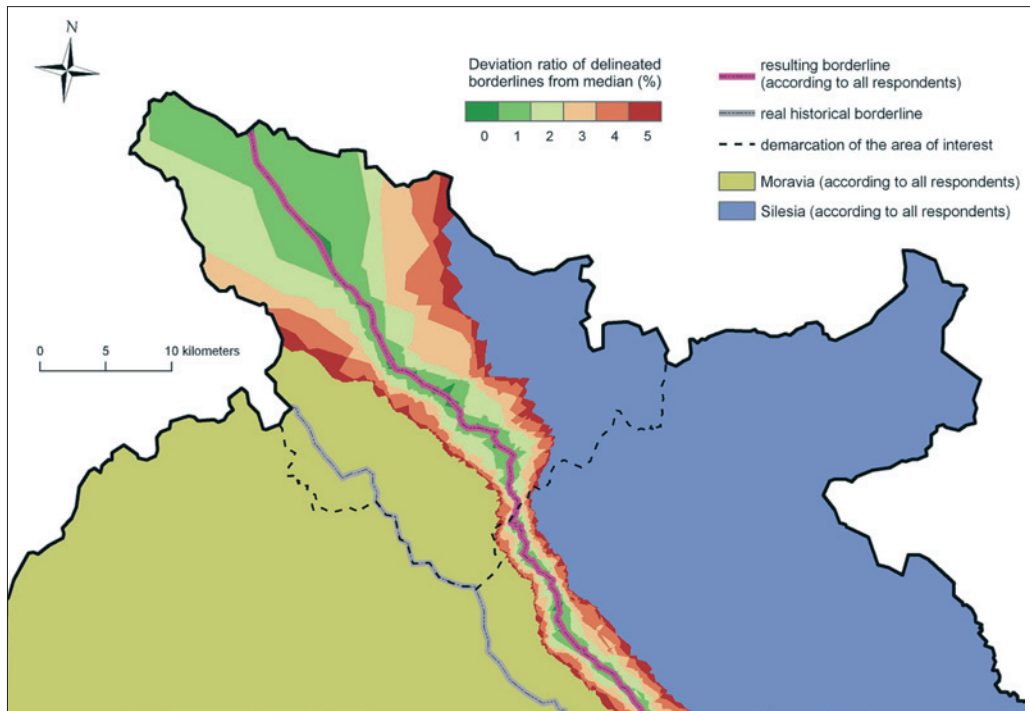 N
Deviation ratio of delineated
borderlines from median (%)
0 1 2 3 4 5
resulting borderline
(according to all respondents)
real historical borderline
demarcation of the area of interest
Moravia (according to all respondents)
Silesia (according to all respondents)
0 5 10 kilometers